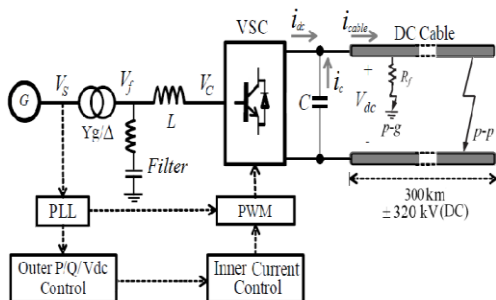 VSC
i_dc
i_cable
DC Cable
G
V_S
V_f
V_C
Yg/Δ
L
Filter
C
i_c
+
V_dc
-
R_f
p-g
p-p
300km
±320 kV(DC)
PLL
PWM
Outer P/Q/Vdc
Control
Inner Current
Control